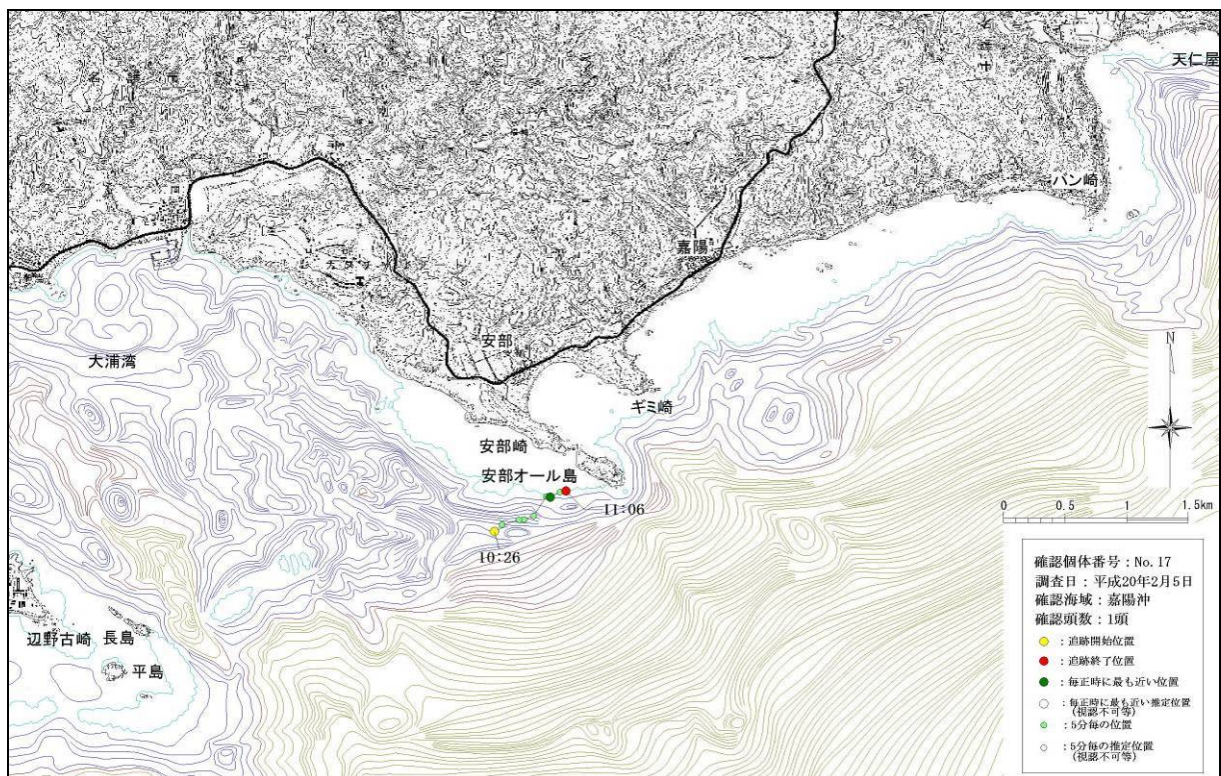 天仁屋
バン崎
嘉陽
安部
大浦湾
ギミ崎
安部崎
安部オール島
11:06
10:26
辺野古崎
長島
平島
N
0 0.5 1 1.5km
確認個体番号：No.17
調査日：平成20年2月5日
確認海域：嘉陽沖
確認頭数：1頭
：追跡開始位置
：追跡終了位置
：毎正時に最も近い位置
：毎正時に最も近い推定位置
（視認不可等）
：5分毎の位置
：5分毎の推定位置
（視認不可等）